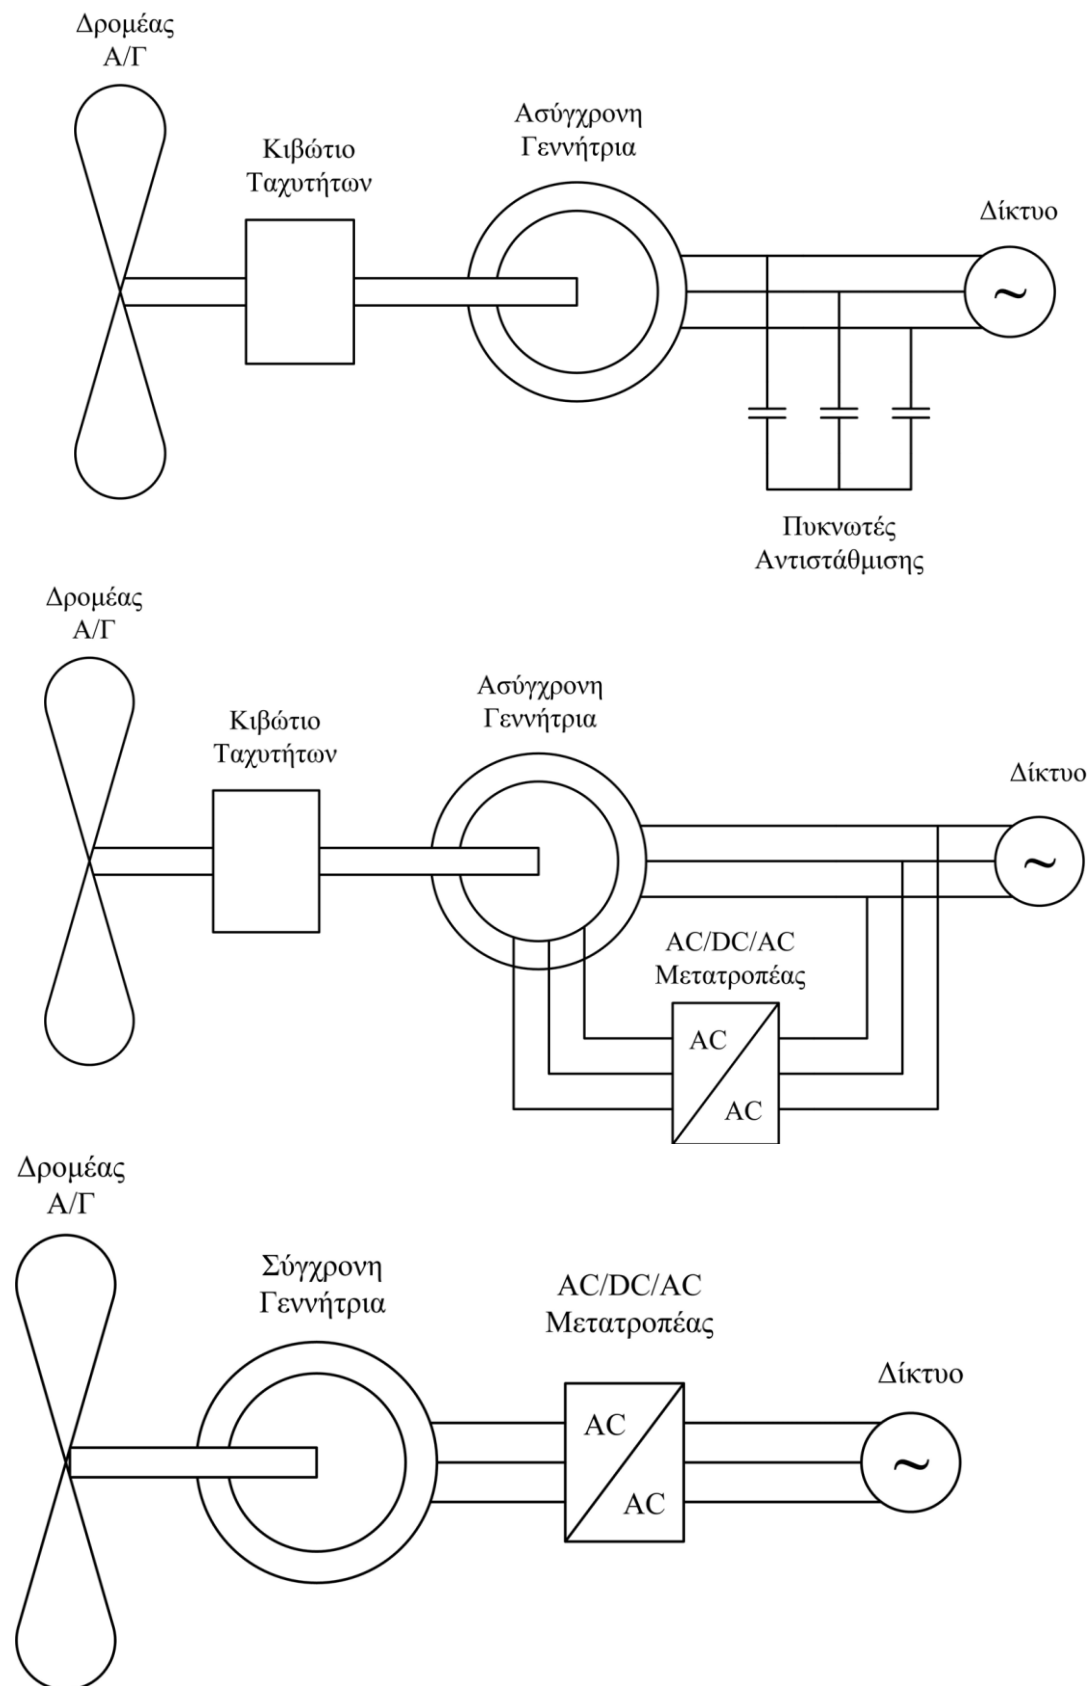 Δρομέας
Α/Γ
Κιβώτιο
Ταχυτήτων
Ασύγχρονη
Γεννήτρια
Δίκτυο
~
Πυκνωτές
Αντιστάθμισης
Δρομέας
Α/Γ
Κιβώτιο
Ταχυτήτων
Ασύγχρονη
Γεννήτρια
Δίκτυο
~
AC/DC/AC
Μετατροπέας
AC
AC
Δρομέας
Α/Γ
Σύγχρονη
Γεννήτρια
AC/DC/AC
Μετατροπέας
Δίκτυο
AC
AC
~